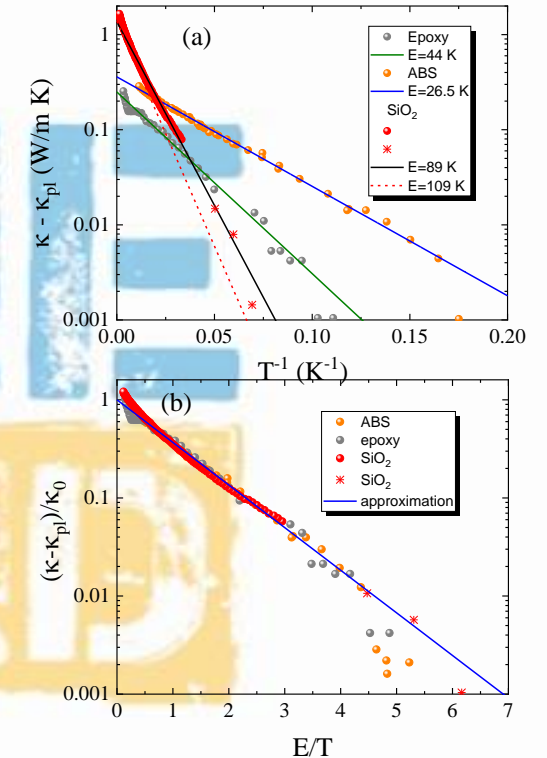 (a)
1
0.1
0.01
0.001
κ - κpl (W/m K)
Epoxy
E=44 K
ABS
E=26.5 K
SiO2
E=89 K
E=109 K
0.00 0.05 0.10 0.15 0.20
T-1 (K-1)
(b)
1
0.1
0.01
0.001
(κ-κpl)/κ0
ABS
epoxy
SiO2
SiO2
approximation
0 1 2 3 4 5 6 7
E/T